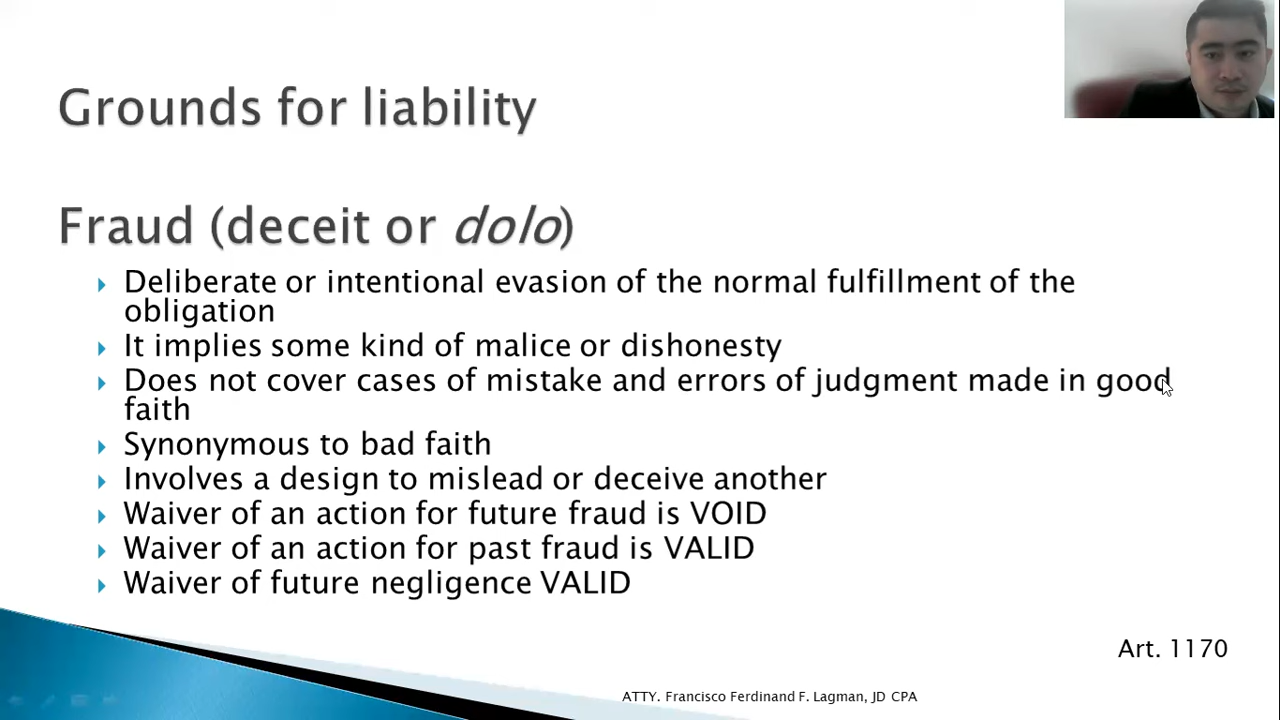 Grounds for liability
Fraud (deceit or dolo)
Deliberate or intentional evasion of the normal fulfillment of the
obligation
It implies some kind of malice or dishonesty
Does not cover cases of mistake and errors of judgment made in good
faith
Synonymous to bad faith
Involves a design to mislead or deceive another
Waiver of an action for future fraud is VOID
Waiver of an action for past fraud is VALID
Waiver of future negligence VALID
Art. 1170
ATTY. Francisco Ferdinand F. Lagman, JD CPA